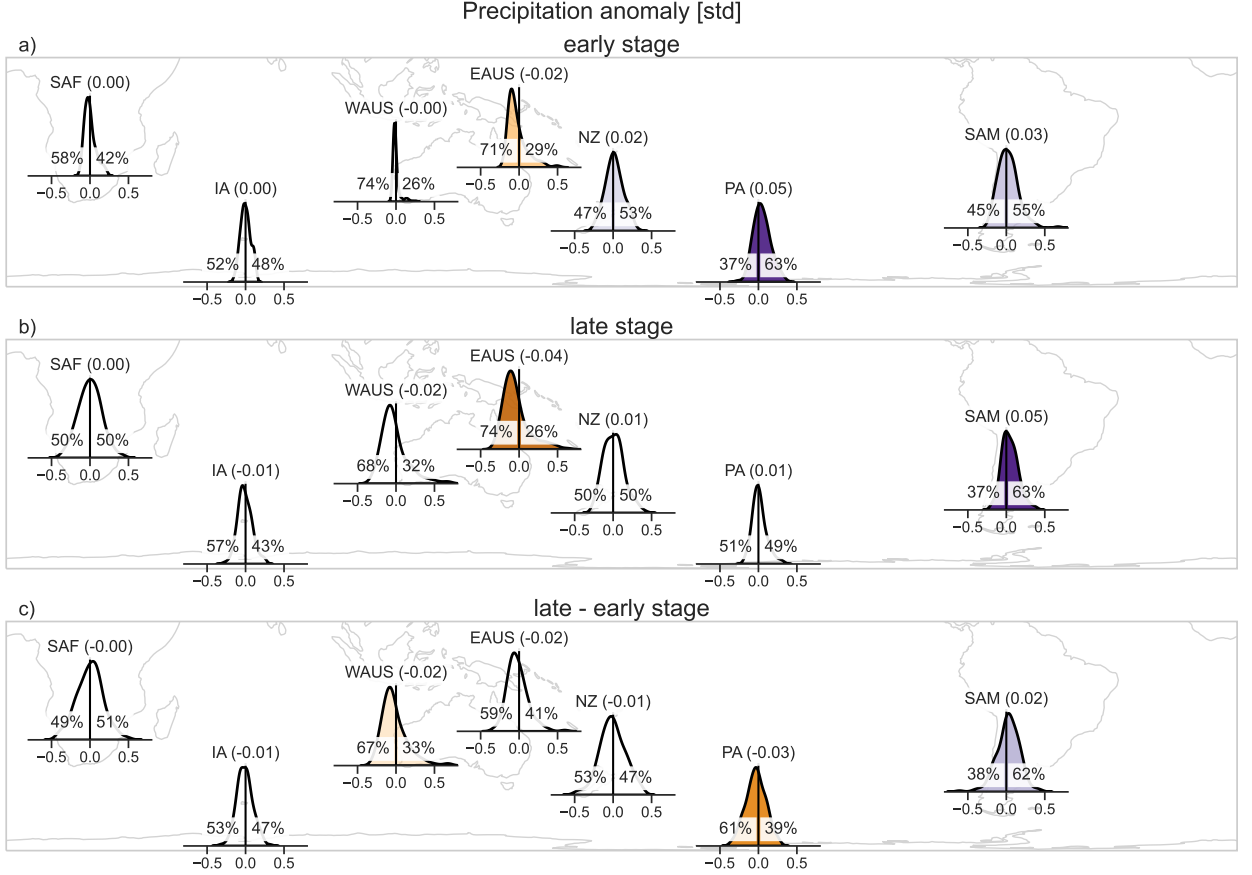 Precipitation anomaly [std]
a)
early stage
SAF (0.00)
58% 42%
−0.5 0.0 0.5
IA (0.00)
52% 48%
−0.5 0.0 0.5
WAUS (-0.00)
74% 26%
−0.5 0.0 0.5
EAUS (-0.02)
71% 29%
−0.5 0.0 0.5
NZ (0.02)
47% 53%
−0.5 0.0 0.5
PA (0.05)
37% 63%
−0.5 0.0 0.5
SAM (0.03)
45% 55%
−0.5 0.0 0.5
b)
late stage
SAF (0.00)
50% 50%
−0.5 0.0 0.5
IA (-0.01)
57% 43%
−0.5 0.0 0.5
WAUS (-0.02)
68% 32%
−0.5 0.0 0.5
EAUS (-0.04)
74% 26%
−0.5 0.0 0.5
NZ (0.01)
50% 50%
−0.5 0.0 0.5
PA (0.01)
51% 49%
−0.5 0.0 0.5
SAM (0.05)
37% 63%
−0.5 0.0 0.5
c)
late - early stage
SAF (-0.00)
49% 51%
−0.5 0.0 0.5
IA (-0.01)
53% 47%
−0.5 0.0 0.5
WAUS (-0.02)
67% 33%
−0.5 0.0 0.5
EAUS (-0.02)
59% 41%
−0.5 0.0 0.5
NZ (-0.01)
53% 47%
−0.5 0.0 0.5
PA (-0.03)
61% 39%
−0.5 0.0 0.5
SAM (0.02)
38% 62%
−0.5 0.0 0.5